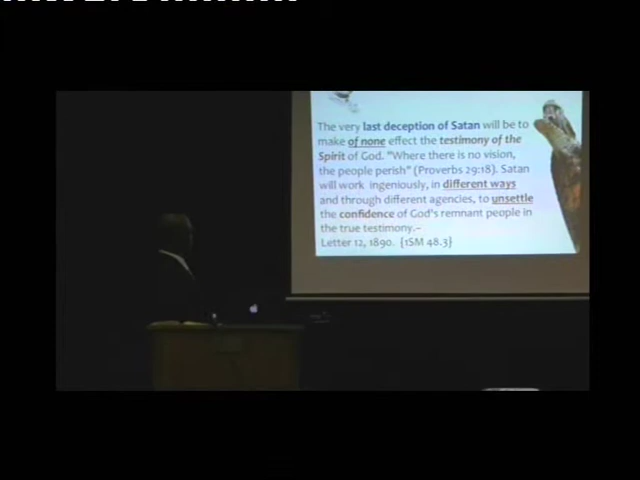 The very last deception of Satan will be to
make of none effect the testimony of the
Spirit of God. "Where there is no vision,
the people perish" (Proverbs 29:18). Satan
will work ingeniously, in different ways
and through different agencies, to unsettle
the confidence of God's remnant people in
the true testimony.–
Letter 12, 1890. {1SM 48.3}